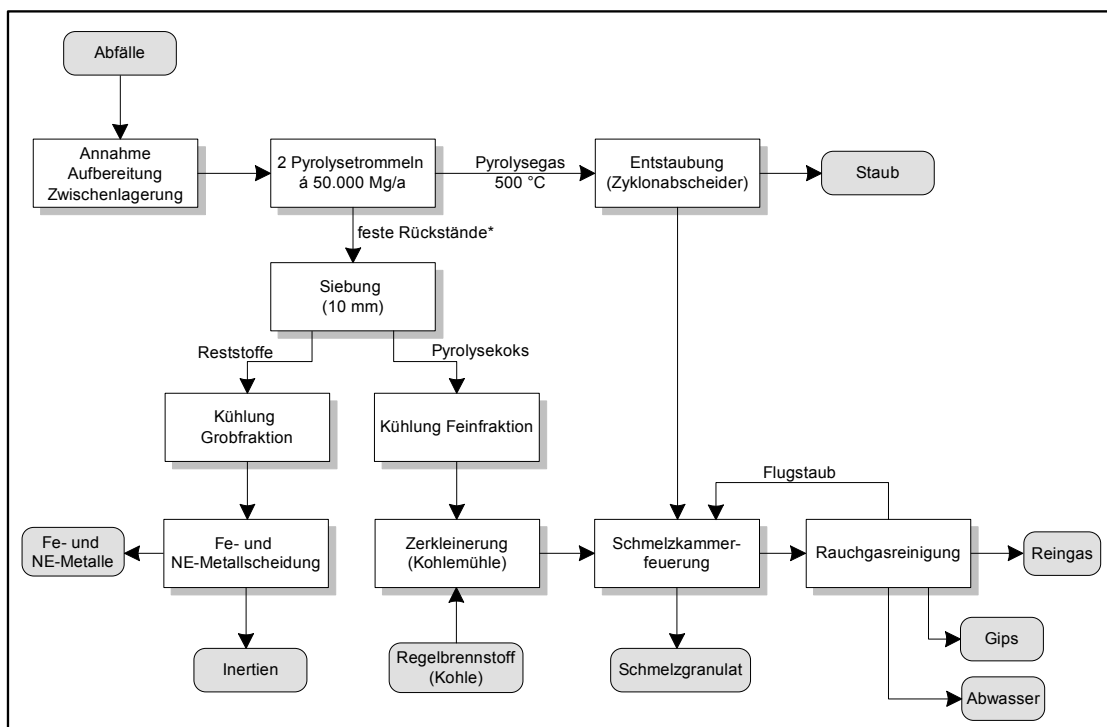 Abfälle
Annahme
Aufbereitung
Zwischenlagerung
2 Pyrolysetrommeln
á 50.000 Mg/a
Pyrolysegas
500 °C
Entstaubung
(Zyklonabscheider)
Staub
feste Rückstände*
Siebung
(10 mm)
Reststoffe
Pyrolysekoks
Kühlung
Grobfraktion
Kühlung Feinfraktion
Flugstaub
Fe- und
NE-Metalle
Fe- und
NE-Metallscheidung
Zerkleinerung
(Kohlemühle)
Schmelzkammer-
feuerung
Rauchgasreinigung
Reingas
Inertien
Regelbrennstoff
(Kohle)
Schmelzgranulat
Gips
Abwasser